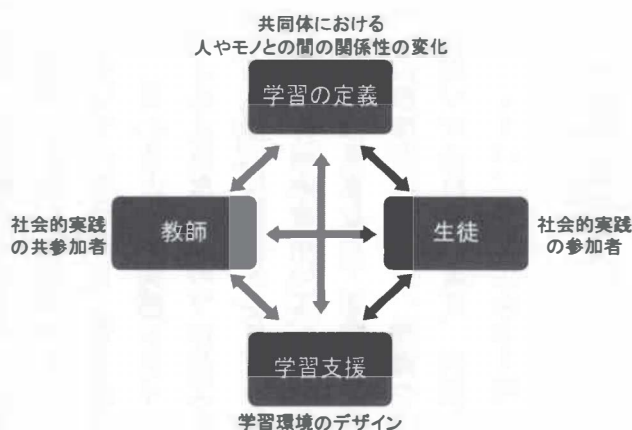 共同体における
人やモノとの間の関係性の変化
学習の定義
社会的実践
の共参加者
教師
生徒
社会的実践
の参加者
学習支援
学習環境のデザイン